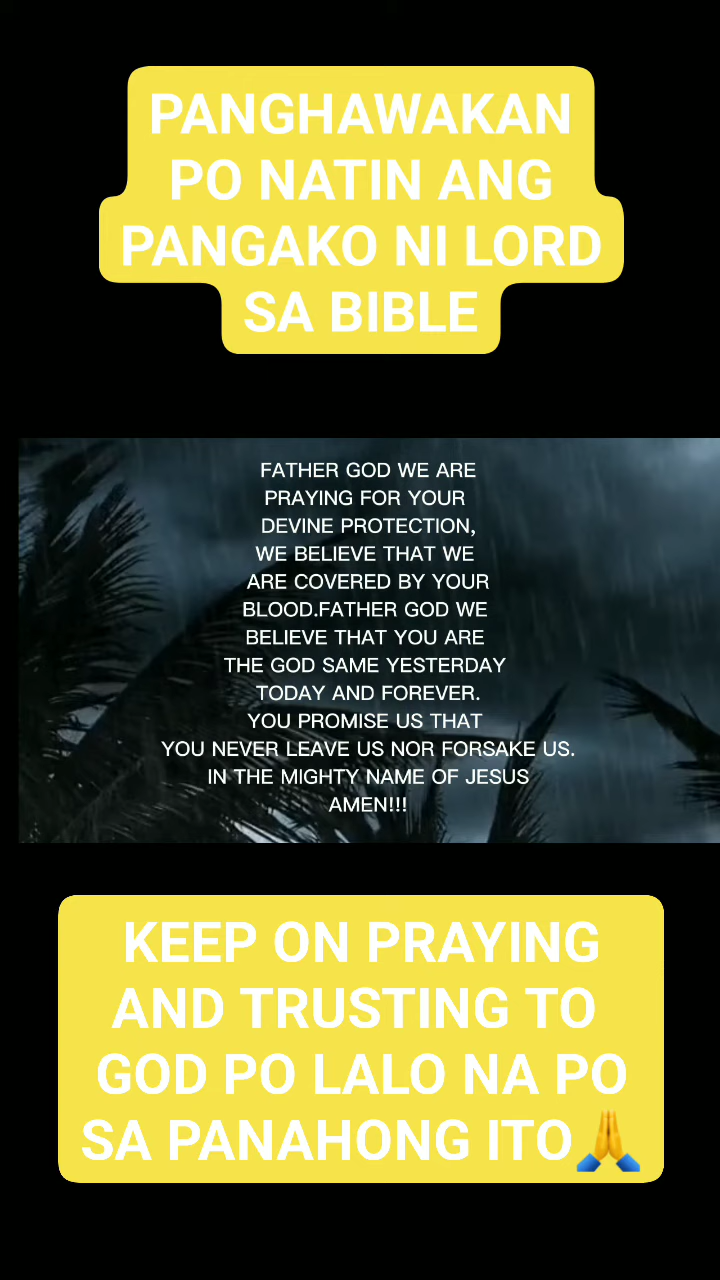 PANGHAWAKAN
PO NATIN ANG
PANGAKO NI LORD
SA BIBLE
FATHER GOD WE ARE
PRAYING FOR YOUR
DEVINE PROTECTION,
WE BELIEVE THAT WE
ARE COVERED BY YOUR
BLOOD.FATHER GOD WE
BELIEVE THAT YOU ARE
THE GOD SAME YESTERDAY
TODAY AND FOREVER.
YOU PROMISE US THAT
YOU NEVER LEAVE US NOR FORSAKE US.
IN THE MIGHTY NAME OF JESUS
AMEN!!!
KEEP ON PRAYING
AND TRUSTING TO
GOD PO LALO NA PO
SA PANAHONG ITO🙏